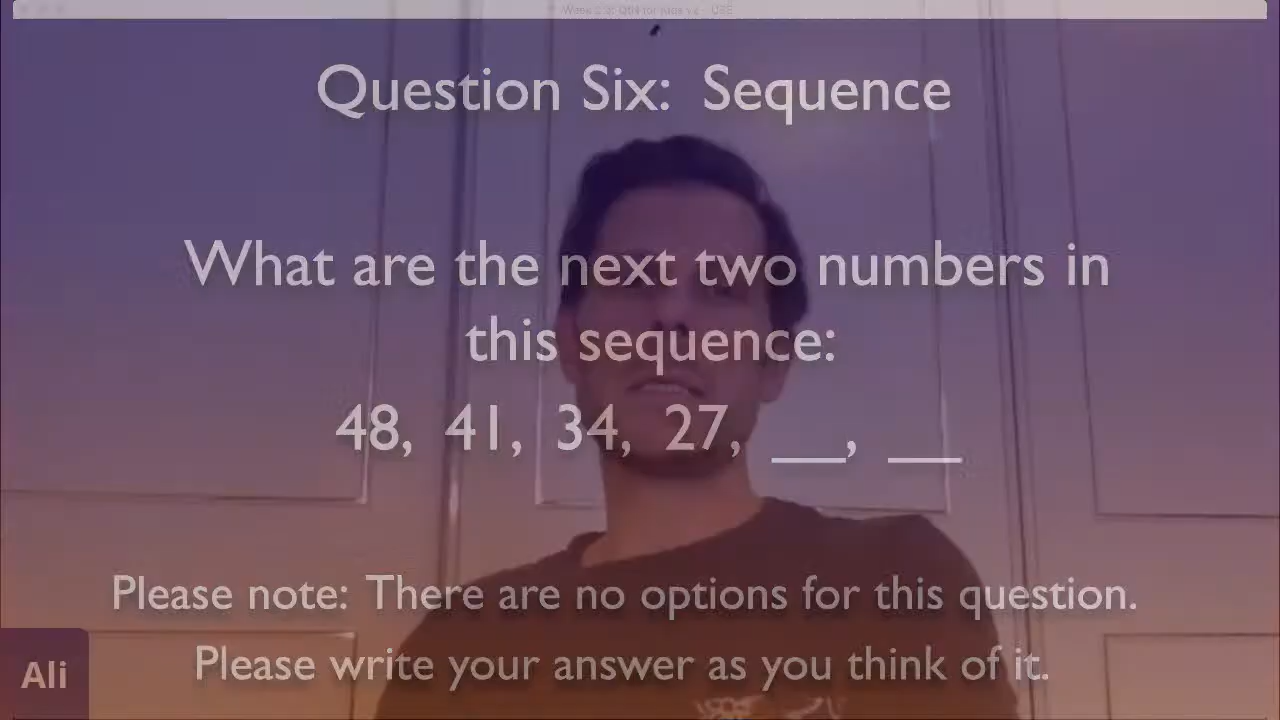 Question Six: Sequence
What are the next two numbers in
this sequence:
48, 41, 34, 27, __, __
Please note: There are no options for this question.
Please write your answer as you think of it.
Ali